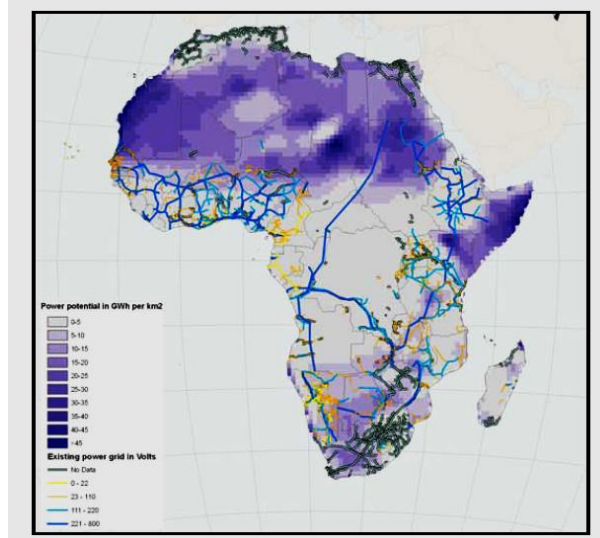 Power potential in GWh per km2
0-5
5-10
10-15
15-20
20-25
25-30
30-35
35-40
40-45
>45
Existing power grid in Volts
No Data
0 - 22
23 - 110
111 - 220
221 - 800